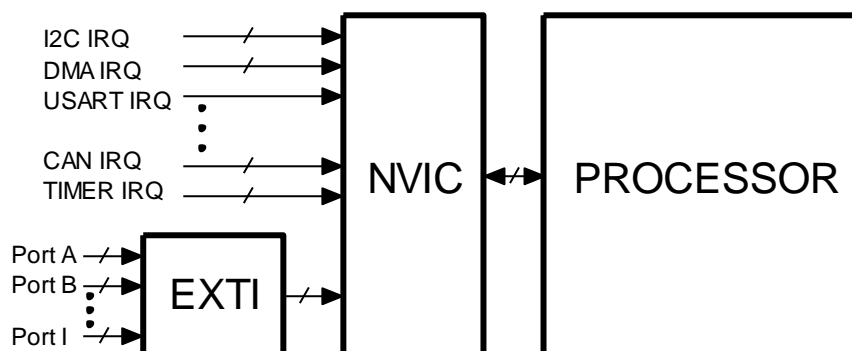 I2C IRQ
DMA IRQ
USART IRQ
CAN IRQ
TIMER IRQ
NVIC
PROCESSOR
Port A
Port B
EXTI
Port I